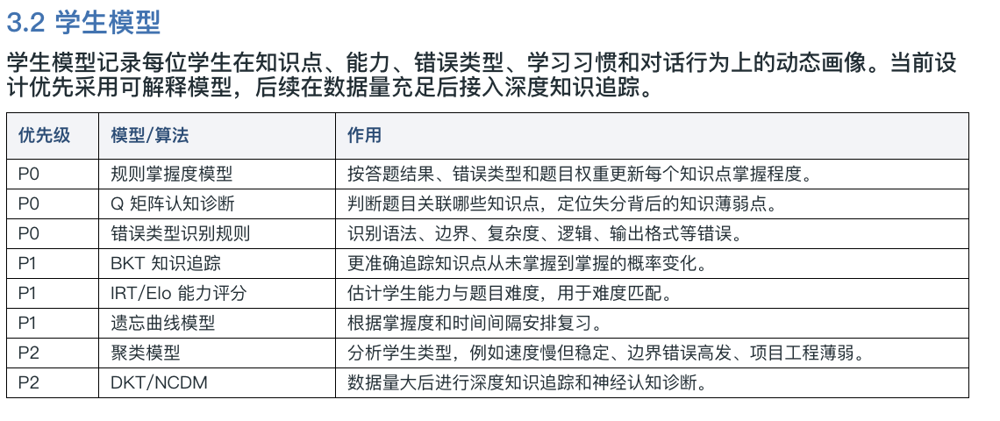 3.2 学生模型
学生模型记录每位学生在知识点、能力、错误类型、学习习惯和对话行为上的动态画像。当前设
计优先采用可解释模型，后续在数据量充足后接入深度知识追踪。
优先级 模型/算法 作用
P0 规则掌握度模型 按答题结果、错误类型和题目权重更新每个知识点掌握程度。
P0 Q 矩阵认知诊断 判断题目关联哪些知识点，定位失分背后的知识薄弱点。
P0 错误类型识别规则 识别语法、边界、复杂度、逻辑、输出格式等错误。
P1 BKT 知识追踪 更准确追踪知识点从未掌握到掌握的概率变化。
P1 IRT/Elo 能力评分 估计学生能力与题目难度，用于难度匹配。
P1 遗忘曲线模型 根据掌握度和时间间隔安排复习。
P2 聚类模型 分析学生类型，例如速度慢但稳定、边界错误高发、项目工程薄弱。
P2 DKT/NCDM 数据量大后进行深度知识追踪和神经认知诊断。